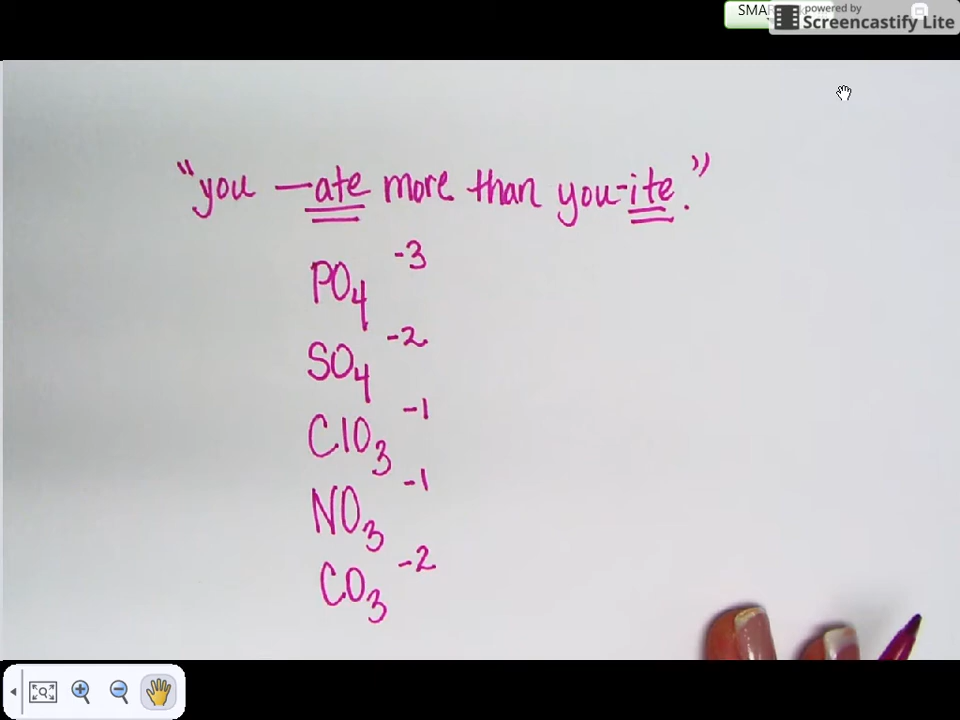 SMA
powered by
Screencastify Lite
"you —ate more than you-ite."
PO4 -3
SO4 -2
ClO3 -1
NO3 -1
CO3 -2